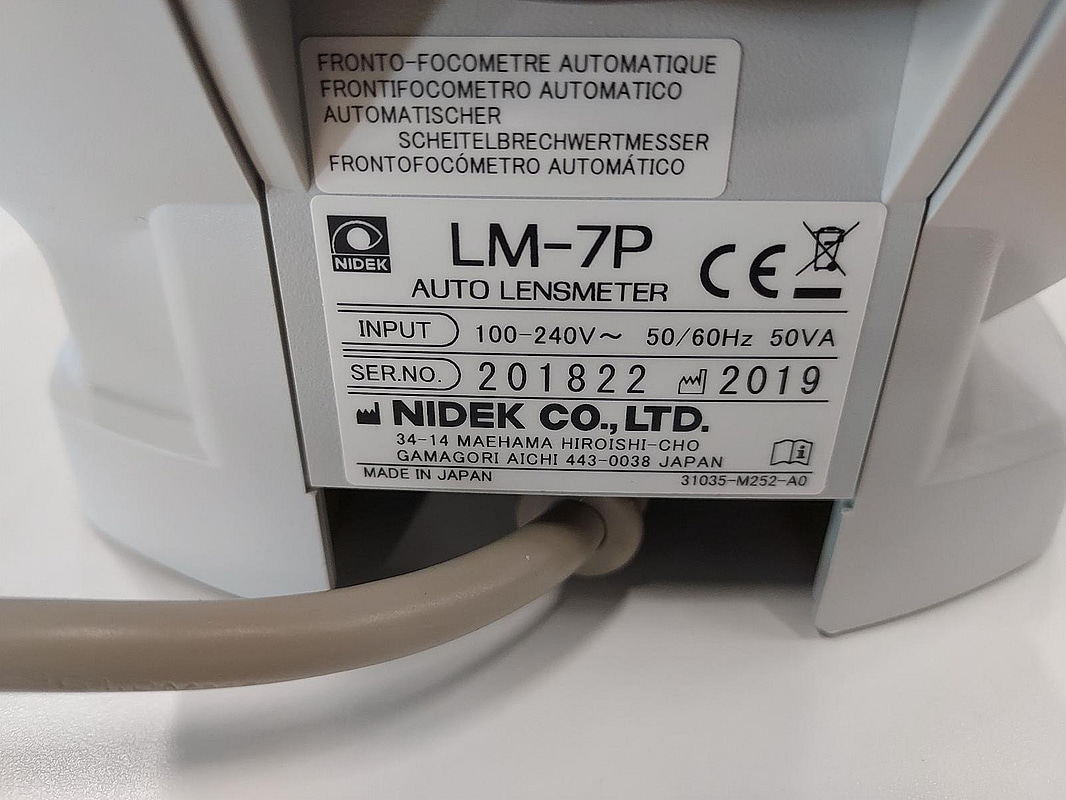 FRONTO-FOCOMETRE AUTOMATIQUE
FRONTIFOCOMETRO AUTOMATICO
AUTOMATISCHER
SCHEITELBRECHWERTMESSER
FRONTOFOCÓMETRO AUTOMÁTICO
NIDEK
LM-7P
AUTO LENSMETER
CE
INPUT 100-240V～ 50/60Hz 50VA
SER.NO. 201822 2019
NIDEK CO., LTD.
34-14 MAEHAMA HIROISHI-CHO
GAMAGORI AICHI 443-0038 JAPAN
MADE IN JAPAN 31035-M252-A0